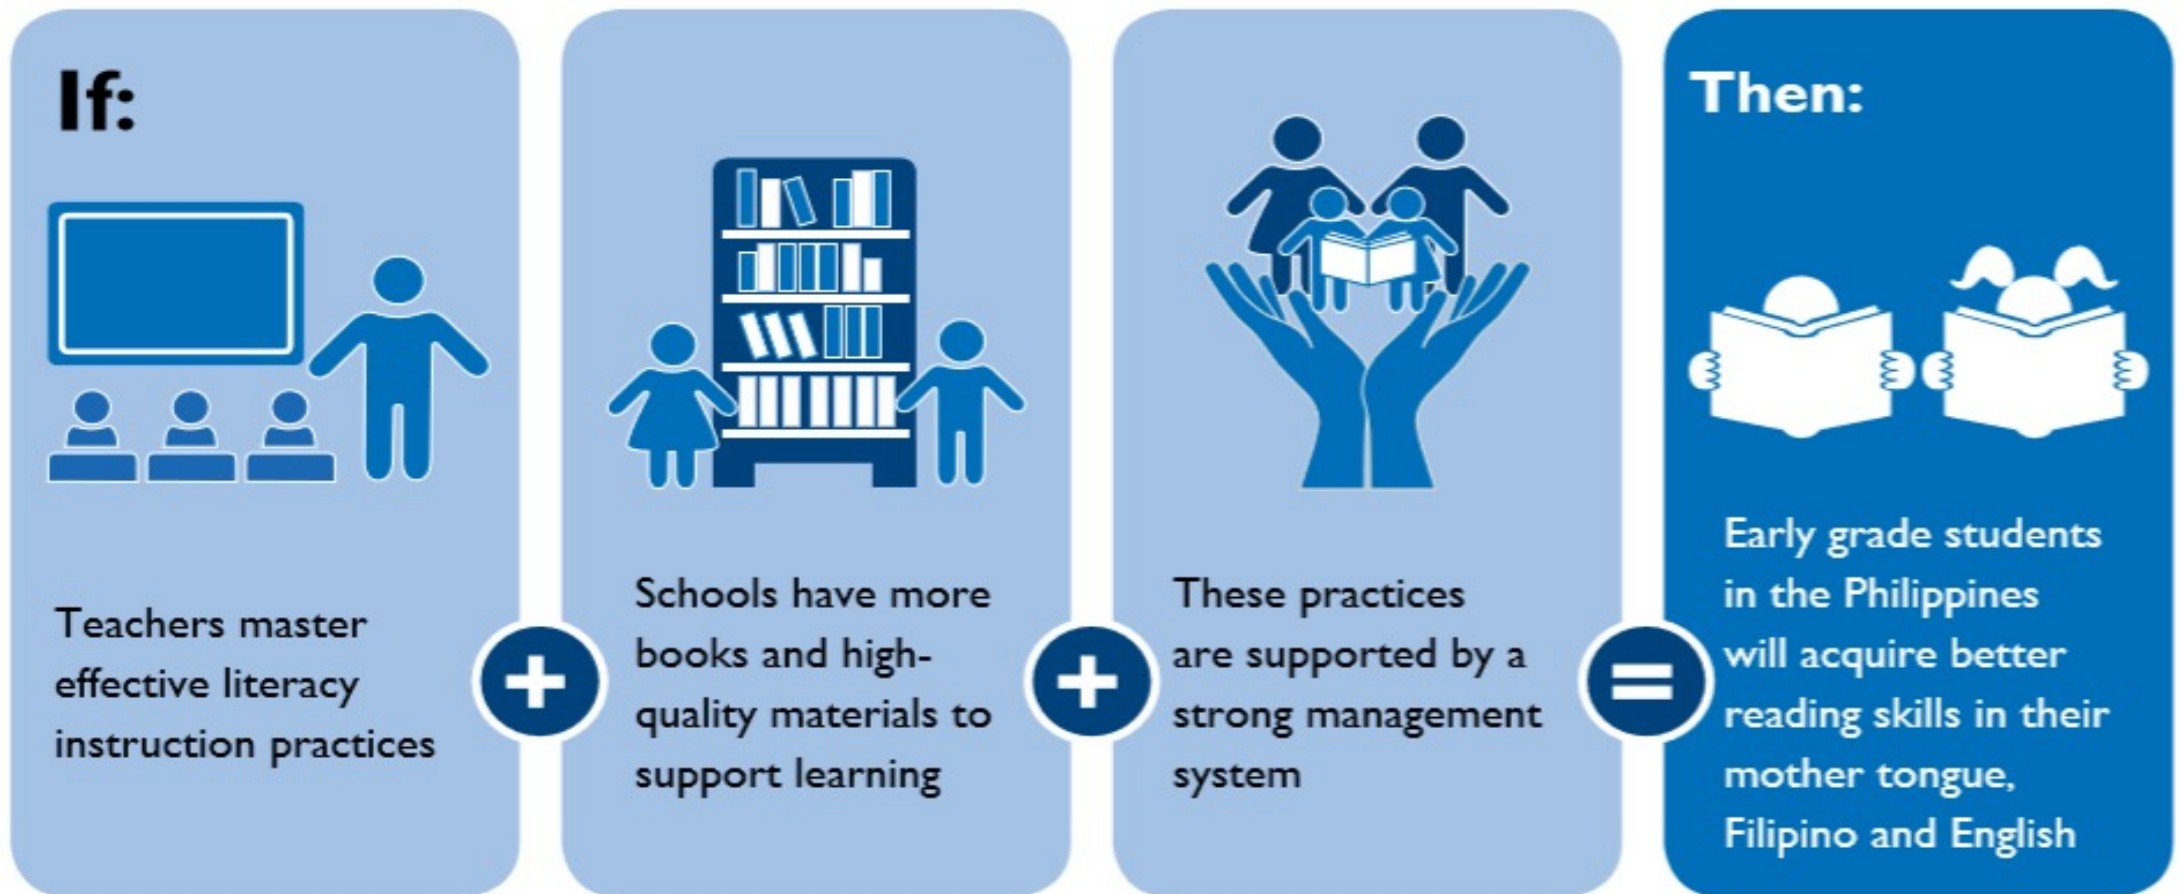 If:
Teachers master
effective literacy
instruction practices
+
Schools have more
books and high-
quality materials to
support learning
+
These practices
are supported by a
strong management
system
=
Then:
Early grade students
in the Philippines
will acquire better
reading skills in their
mother tongue,
Filipino and English